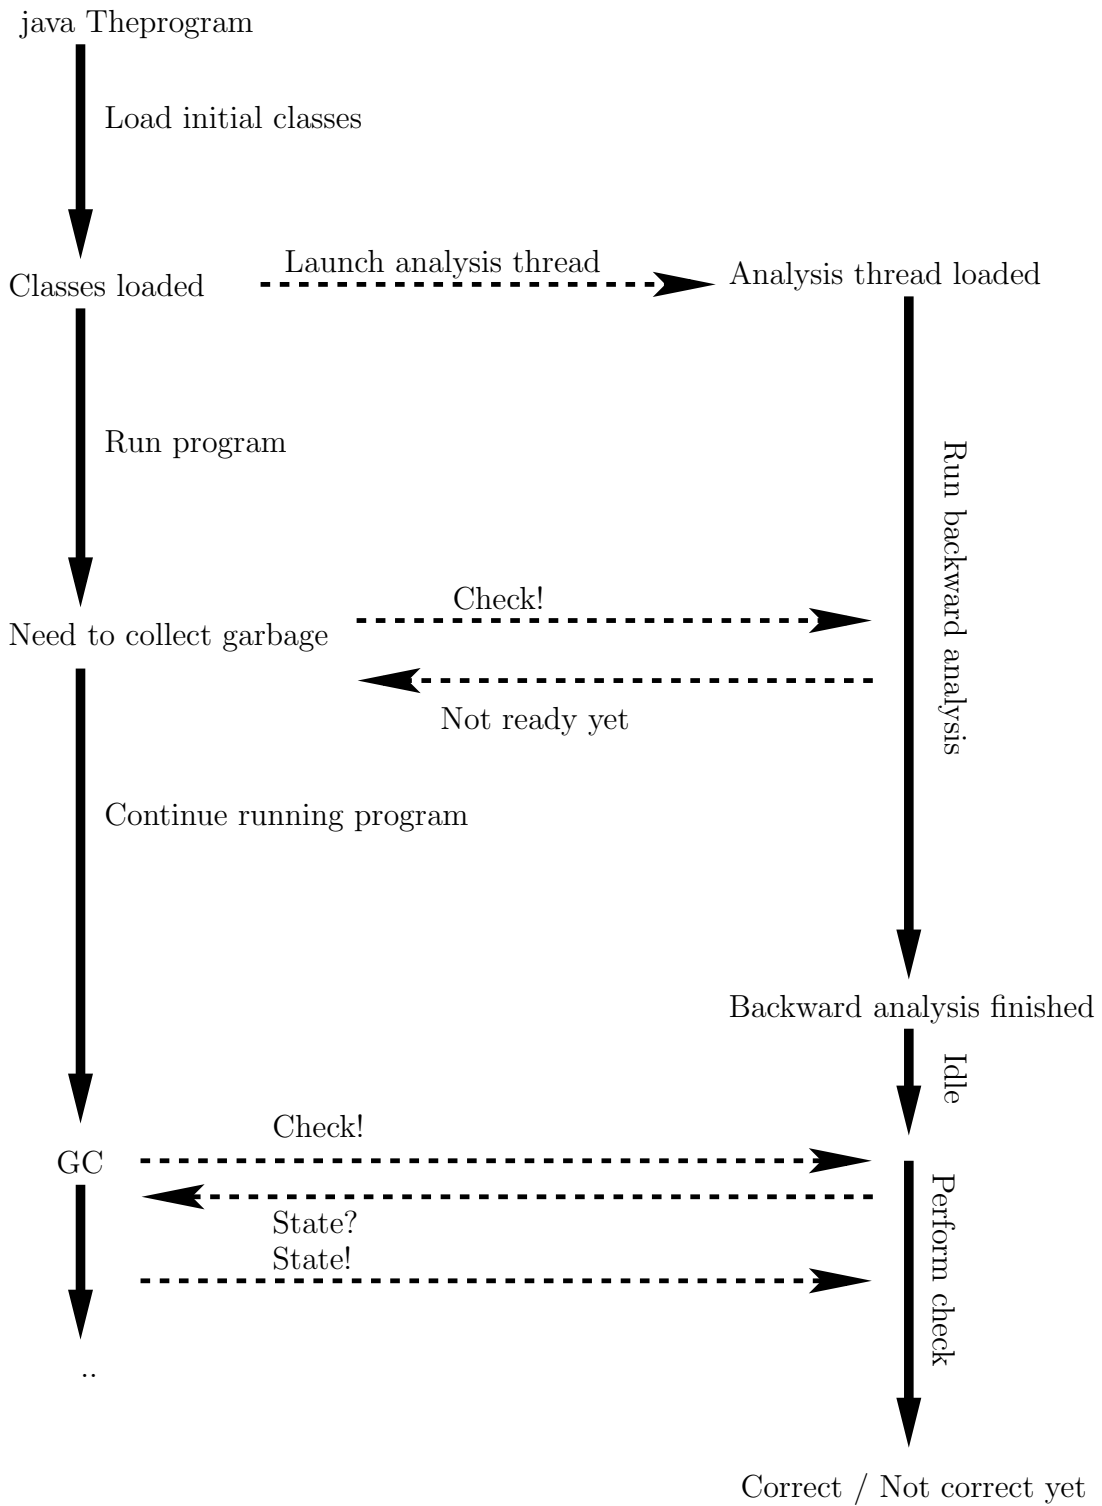 java Theprogram
Load initial classes
Launch analysis thread
Classes loaded
Analysis thread loaded
Run program
Run backward analysis
Check!
Need to collect garbage
Not ready yet
Continue running program
Backward analysis finished
Idle
Check!
GC
State?
State!
Perform check
..
Correct / Not correct yet